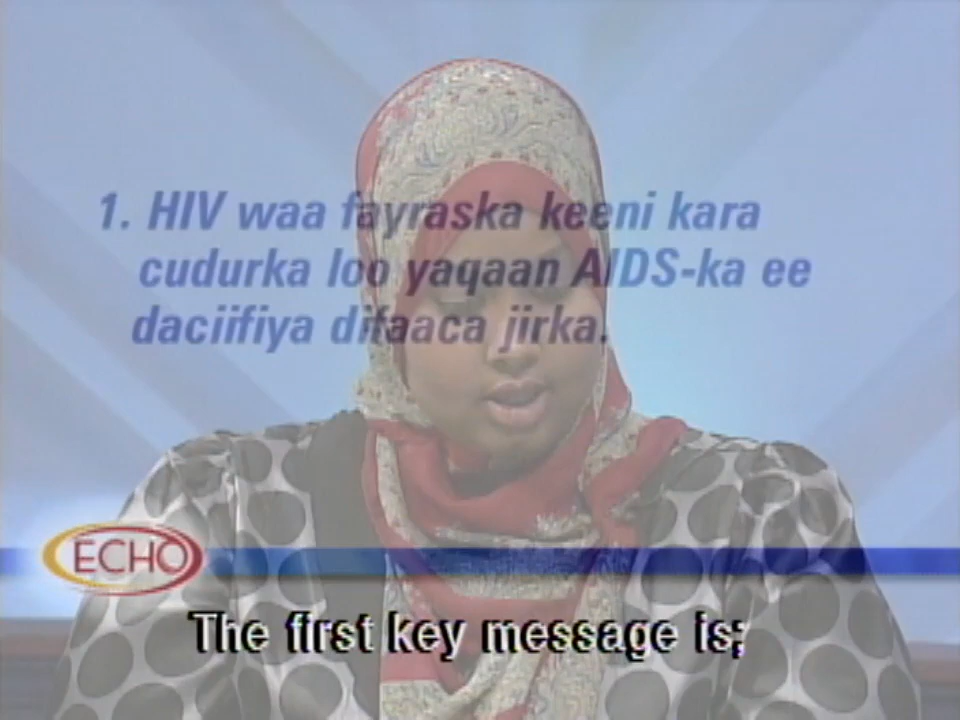 1. HIV waa fayraska keeni kara
cudurka loo yaqaan AIDS-ka ee
daciifiya difaaca jirka.
ECHO
The first key message is;